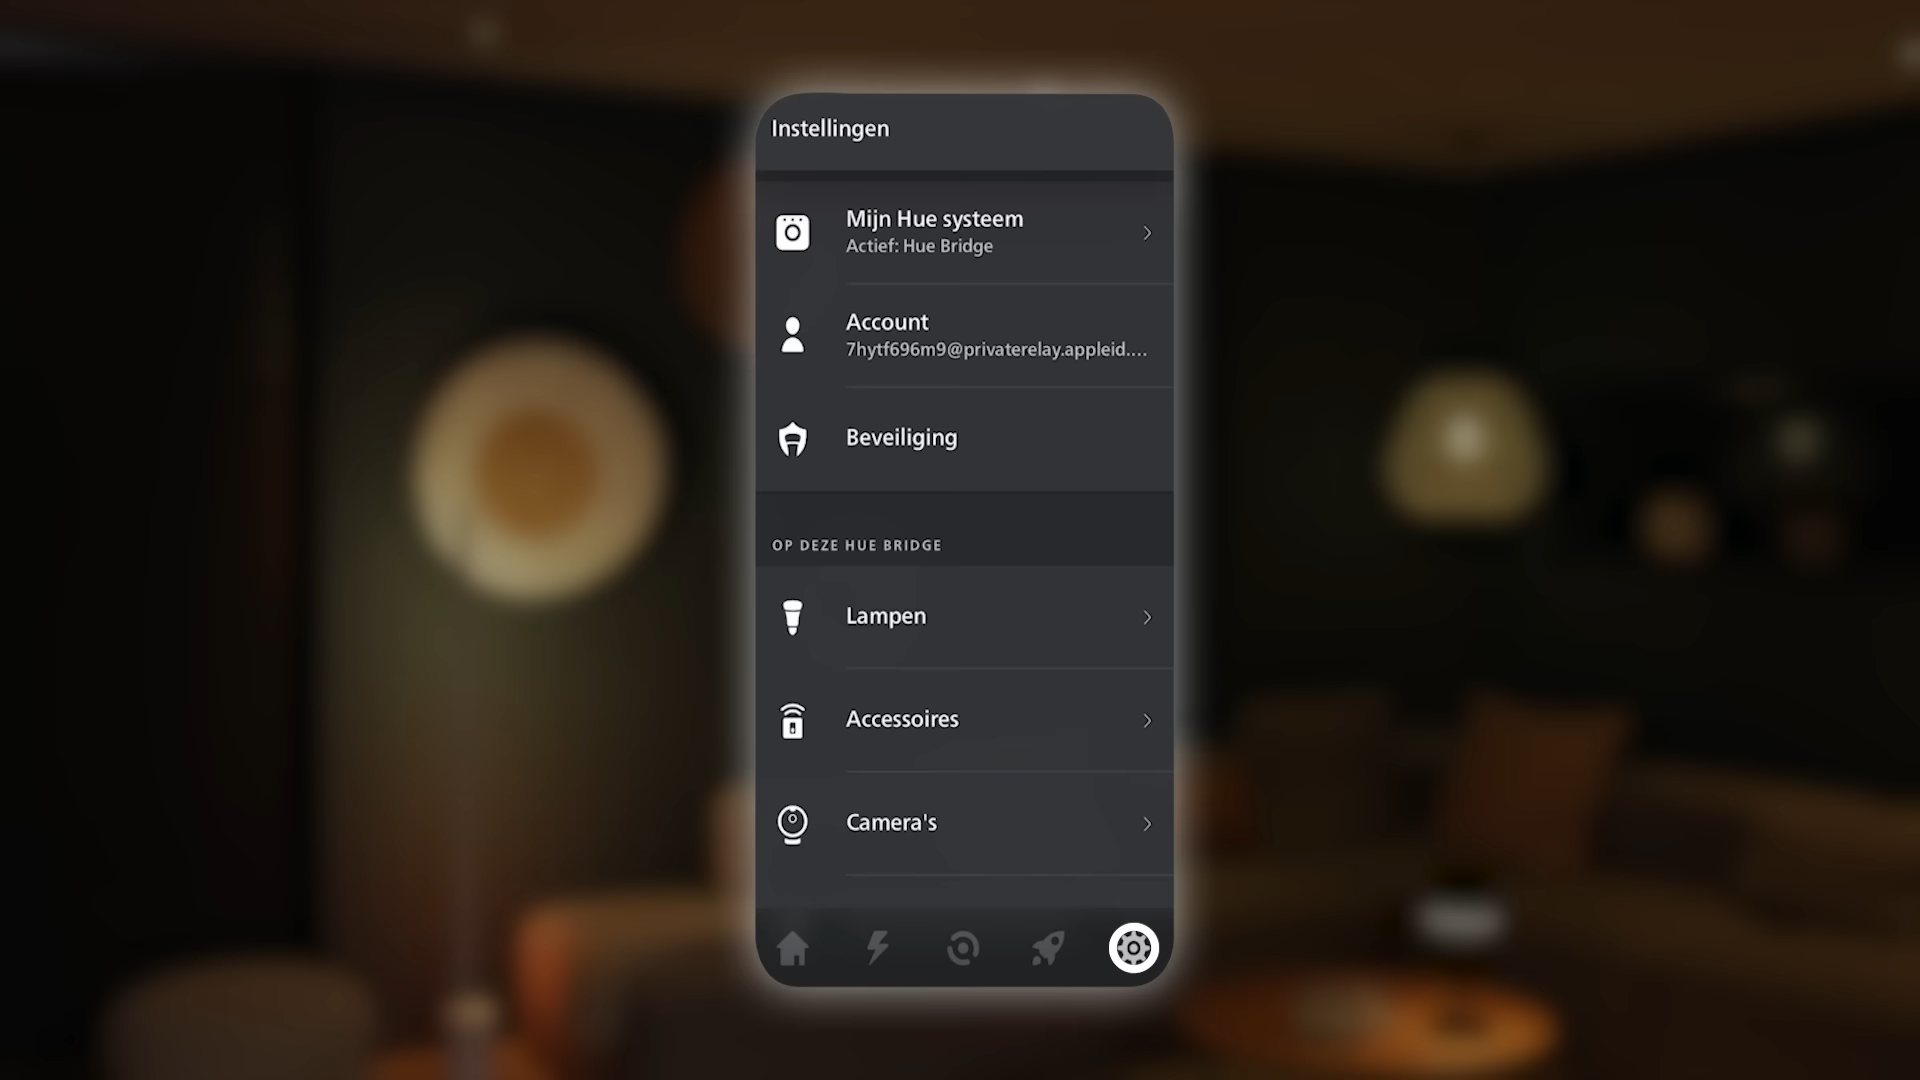 Instellingen
Mijn Hue systeem
Actief: Hue Bridge
Account
7hytf696m9@privaterelay.appleid....
Beveiliging
OP DEZE HUE BRIDGE
Lampen
Accessoires
Camera's